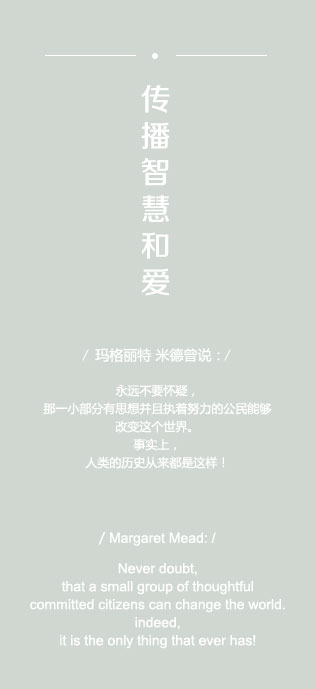 传播智慧和爱
/ 玛格丽特 米德曾说：/
永远不要怀疑，
那一小部分有思想并且执着努力的公民能够
改变这个世界。
事实上，
人类的历史从来都是这样！
/ Margaret Mead: /
Never doubt,
that a small group of thoughtful
committed citizens can change the world.
indeed,
it is the only thing that ever has!